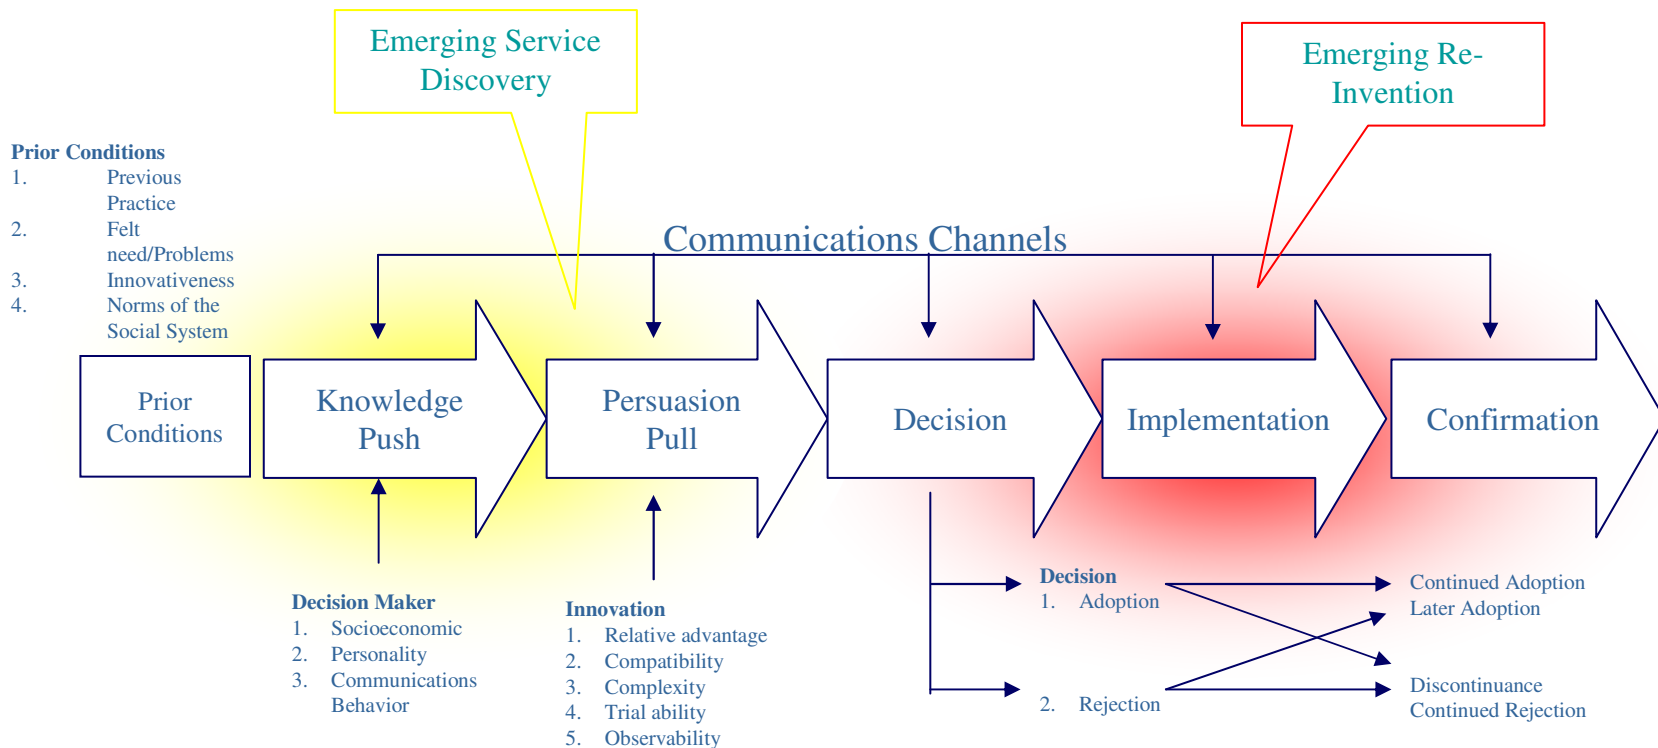 Emerging Service
Discovery
Emerging Re-
Invention
Prior Conditions
1. Previous
Practice
2. Felt
need/Problems
3. Innovativeness
4. Norms of the
Social System
Communications Channels
Prior
Conditions
Knowledge
Push
Persuasion
Pull
Decision
Implementation
Confirmation
Decision Maker
1. Socioeconomic
2. Personality
3. Communications
Behavior
Innovation
1. Relative advantage
2. Compatibility
3. Complexity
4. Trial ability
5. Observability
Decision
1. Adoption
2. Rejection
Continued Adoption
Later Adoption
Discontinuance
Continued Rejection